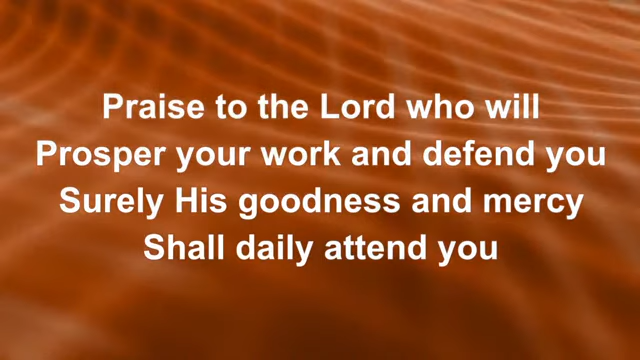 Praise to the Lord who will
Prosper your work and defend you
Surely His goodness and mercy
Shall daily attend you